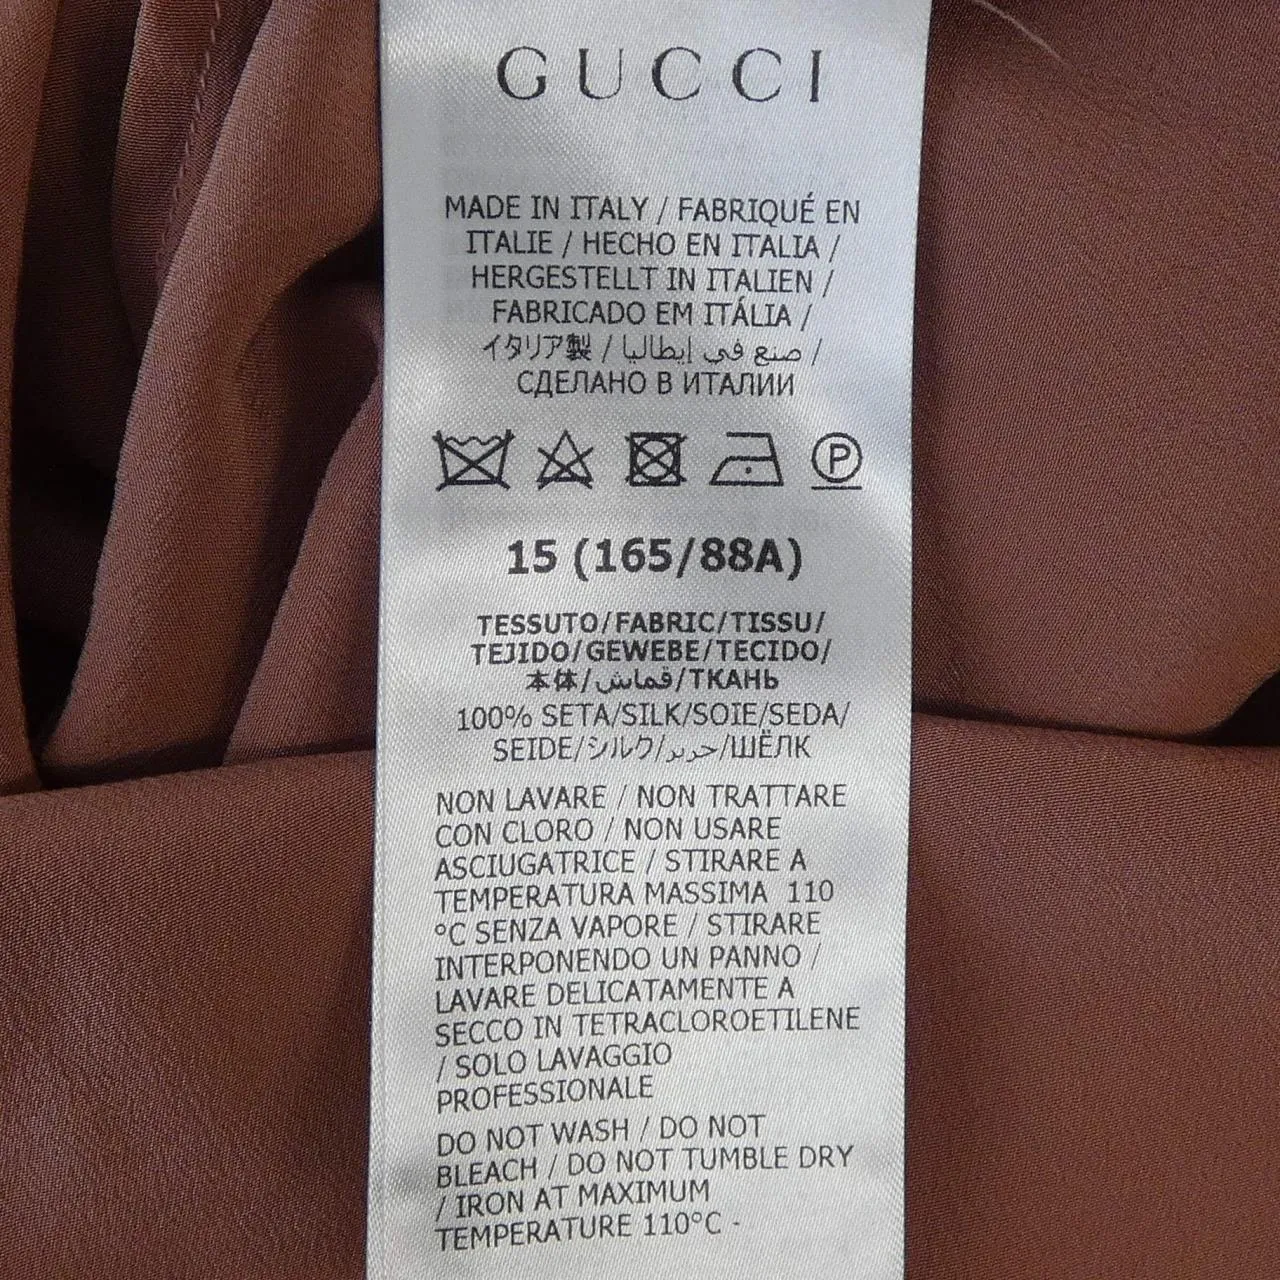 GUCCI
MADE IN ITALY / FABRIQUÉ EN
ITALIE / HECHO EN ITALIA /
HERGESTELLT IN ITALIEN /
FABRICADO EM ITÁLIA /
イタリア製 / صنع في إيطاليا /
СДЕЛАНО В ИТАЛИИ
P
15 (165/88A)
TESSUTO/FABRIC/TISSU/
TEJIDO/GEWEBE/TECIDO/
本体/قماش/ТКАНЬ
100% SETA/SILK/SOIE/SEDA/
SEIDE/シルク/حرير/ШЁЛК
NON LAVARE / NON TRATTARE
CON CLORO / NON USARE
ASCIUGATRICE / STIRARE A
TEMPERATURA MASSIMA 110
°C SENZA VAPORE / STIRARE
INTERPONENDO UN PANNO /
LAVARE DELICATAMENTE A
SECCO IN TETRACLOROETILENE
/ SOLO LAVAGGIO
PROFESSIONALE
DO NOT WASH / DO NOT
BLEACH / DO NOT TUMBLE DRY
/ IRON AT MAXIMUM
TEMPERATURE 110°C -